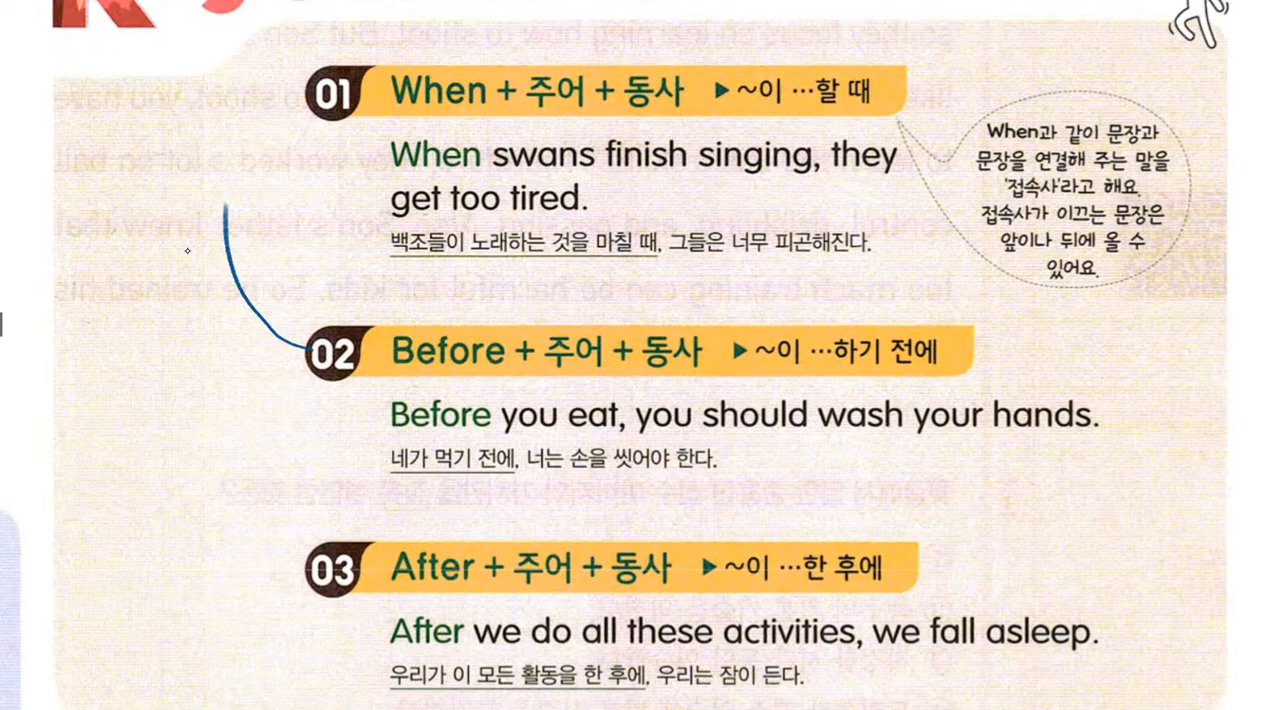 01 When + 주어 + 동사 ▶ ~이 …할 때
When swans finish singing, they
get too tired.
백조들이 노래하는 것을 마칠 때, 그들은 너무 피곤해진다.
When과 같이 문장과
문장을 연결해 주는 말을
'접속사'라고 해요.
접속사가 이끄는 문장은
앞이나 뒤에 올 수
있어요.
02 Before + 주어 + 동사 ▶ ~이 …하기 전에
Before you eat, you should wash your hands.
네가 먹기 전에, 너는 손을 씻어야 한다.
03 After + 주어 + 동사 ▶ ~이 …한 후에
After we do all these activities, we fall asleep.
우리가 이 모든 활동을 한 후에, 우리는 잠이 든다.